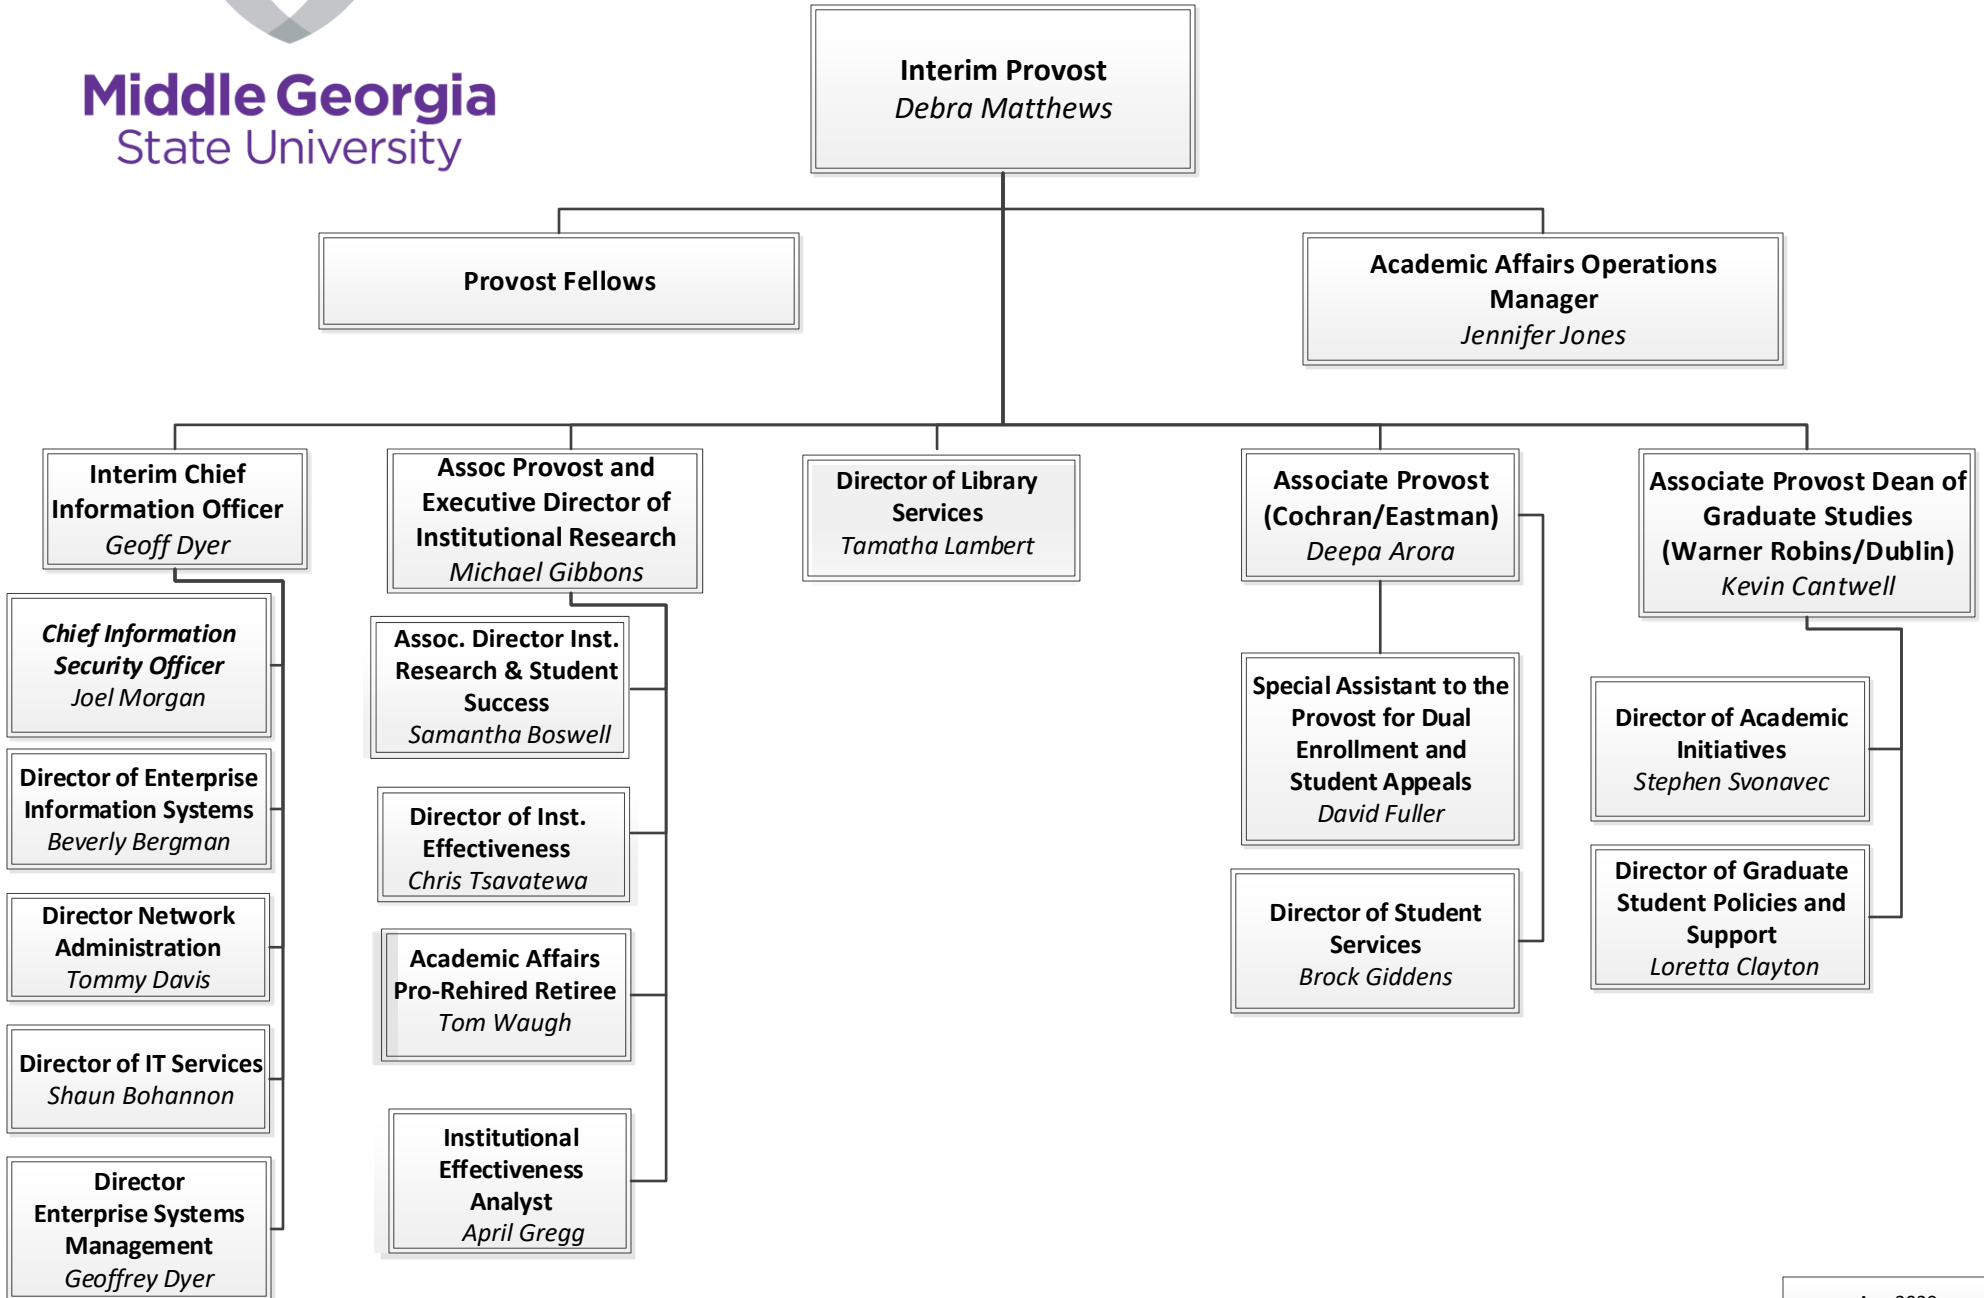 Middle Georgia
State University
Interim Provost
Debra Matthews
Provost Fellows
Academic Affairs Operations
Manager
Jennifer Jones
Interim Chief
Information Officer
Geoff Dyer
Chief Information
Security Officer
Joel Morgan
Director of Enterprise
Information Systems
Beverly Bergman
Director Network
Administration
Tommy Davis
Director of IT Services
Shaun Bohannon
Director
Enterprise Systems
Management
Geoffrey Dyer
Assoc Provost and
Executive Director of
Institutional Research
Michael Gibbons
Assoc. Director Inst.
Research & Student
Success
Samantha Boswell
Director of Inst.
Effectiveness
Chris Tsavatewa
Academic Affairs
Pro-Rehired Retiree
Tom Waugh
Institutional
Effectiveness
Analyst
April Gregg
Director of Library
Services
Tamatha Lambert
Associate Provost
(Cochran/Eastman)
Deepa Arora
Special Assistant to the
Provost for Dual
Enrollment and
Student Appeals
David Fuller
Director of Student
Services
Brock Giddens
Associate Provost Dean of
Graduate Studies
(Warner Robins/Dublin)
Kevin Cantwell
Director of Academic
Initiatives
Stephen Svonavec
Director of Graduate
Student Policies and
Support
Loretta Clayton